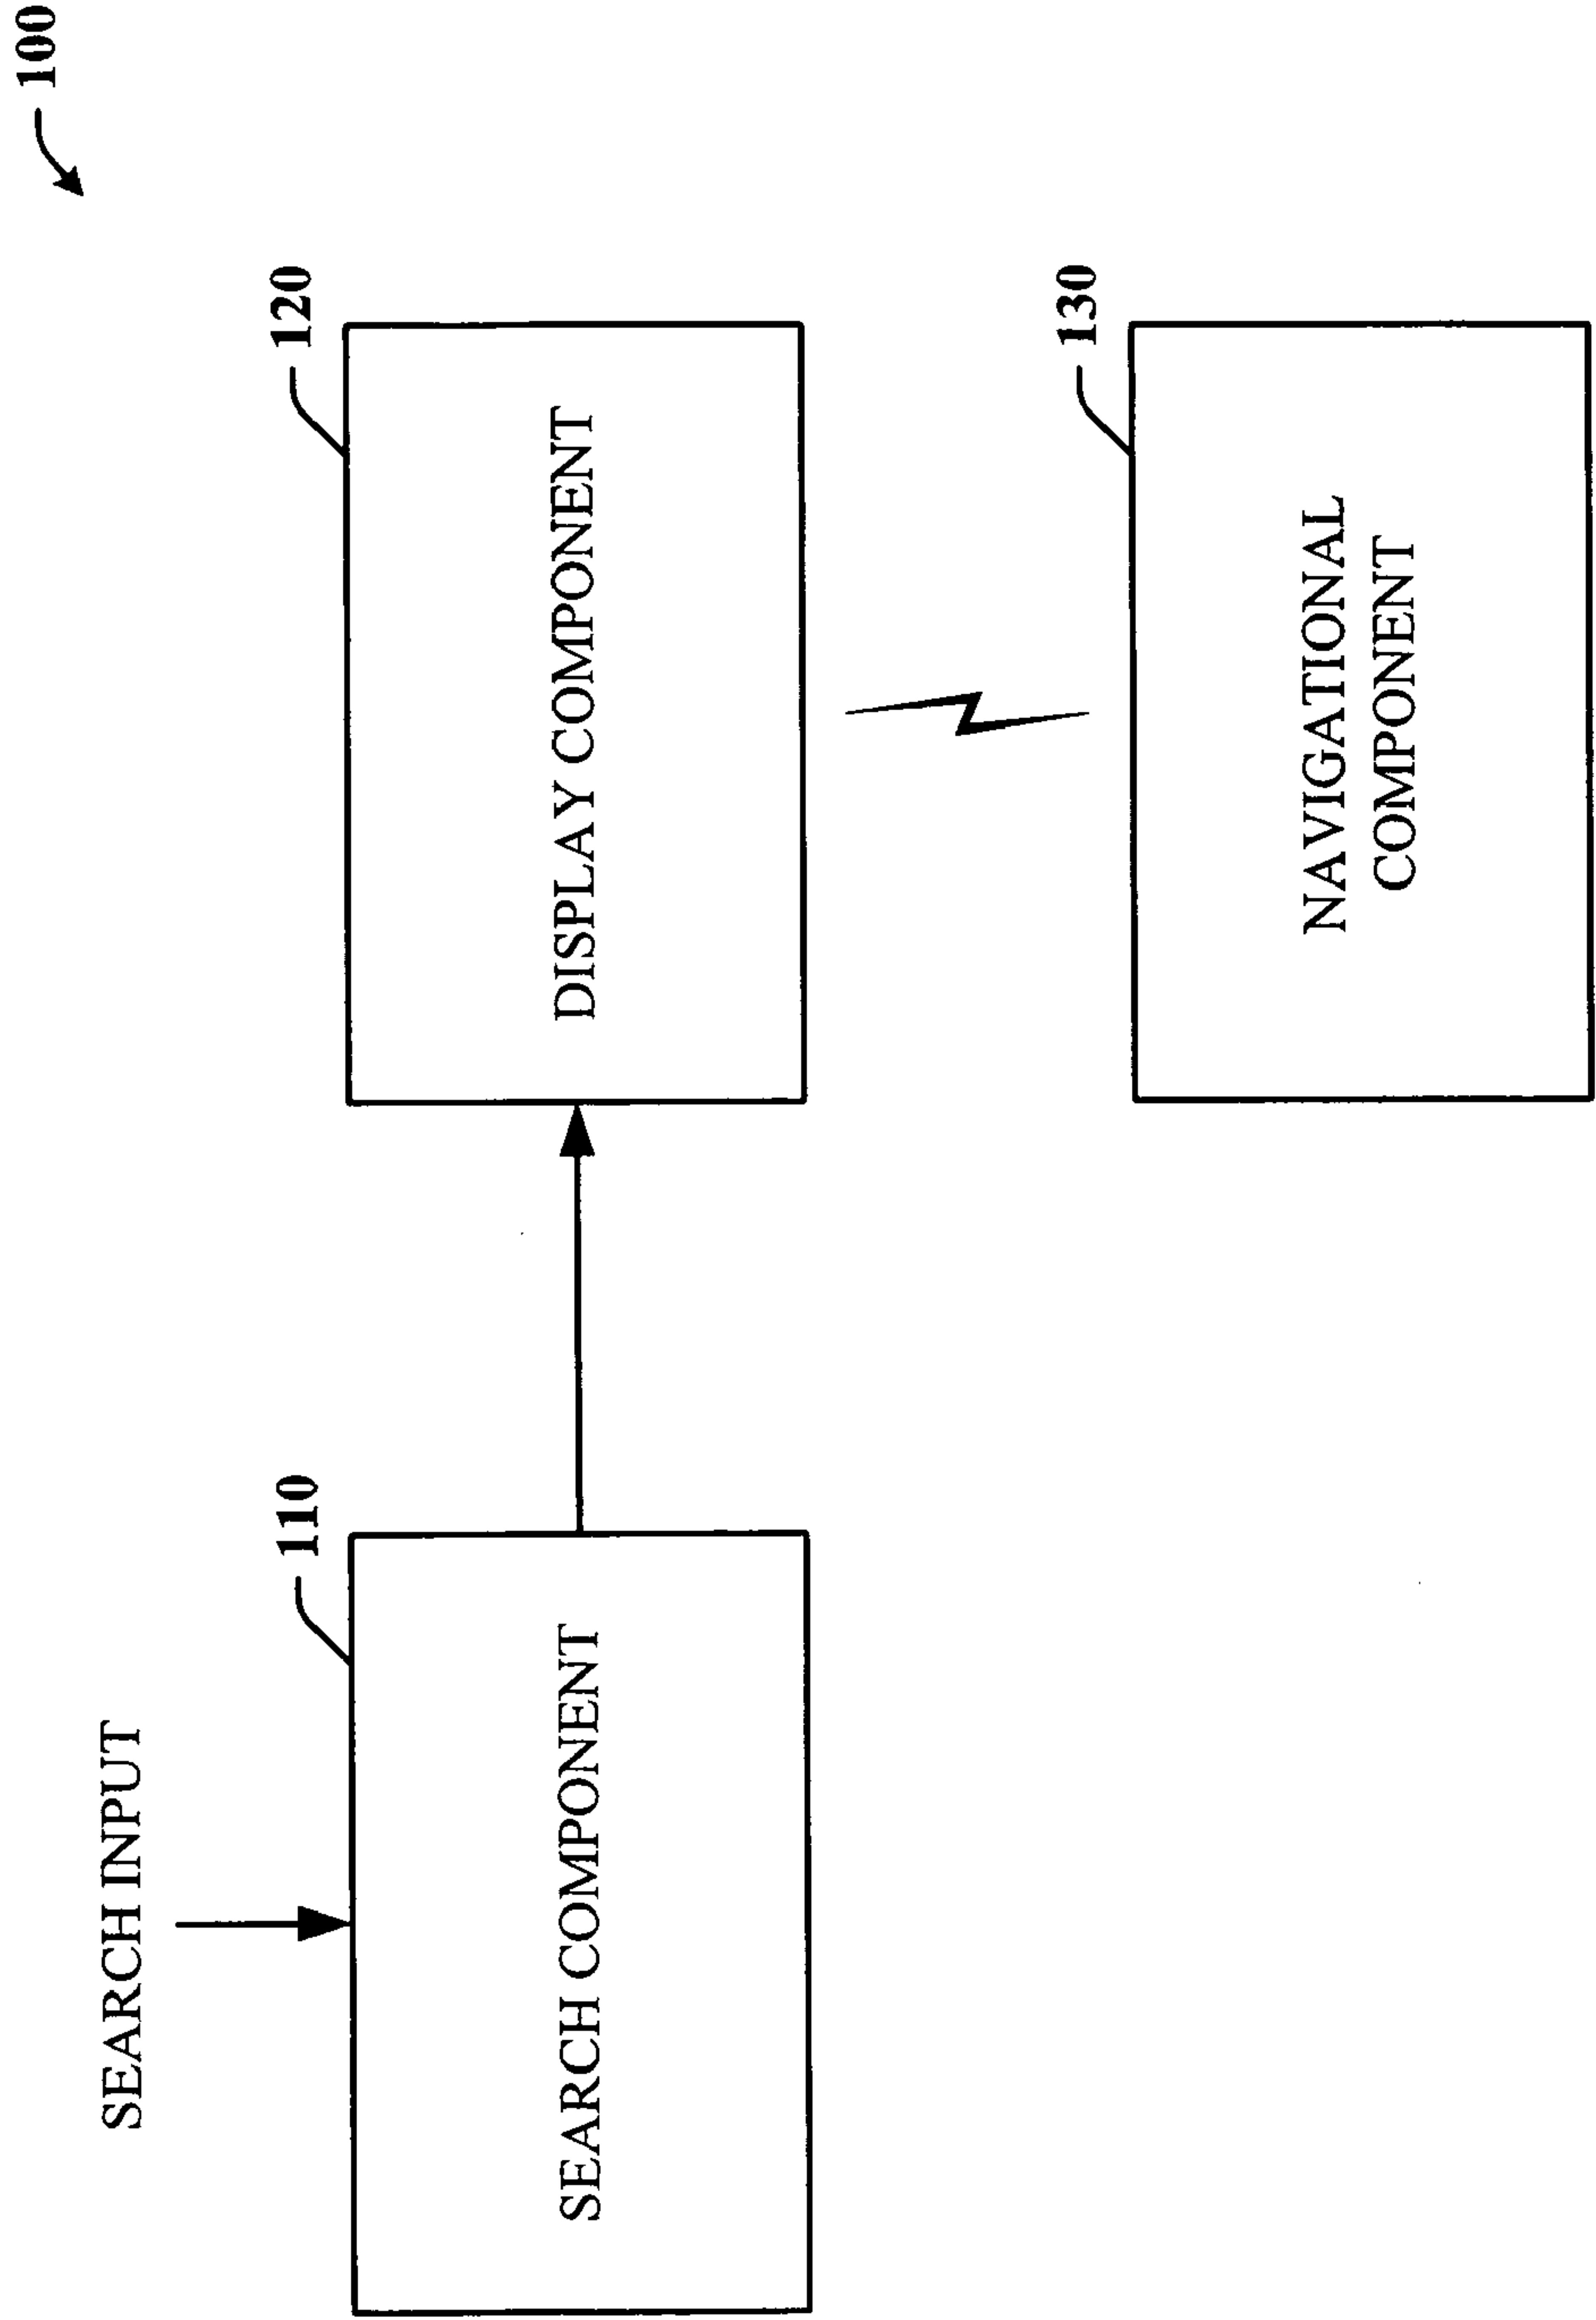 100
SEARCH INPUT
110
120
SEARCH COMPONENT
DISPLAY COMPONENT
130
NAVIGATIONAL
COMPONENT